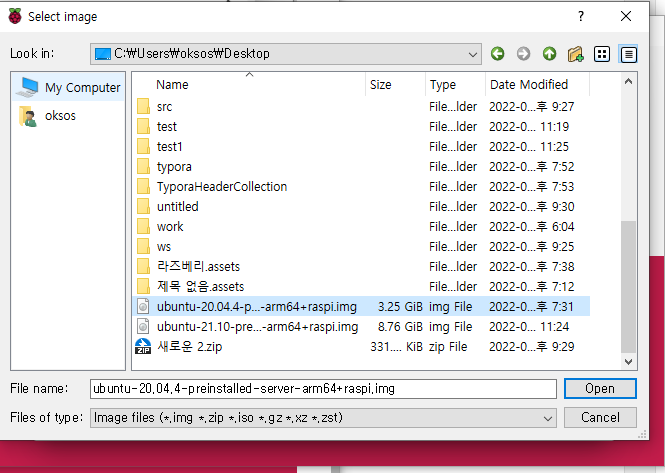 Select image
?
Look in:
C:₩Users₩oksos₩Desktop
My Computer
oksos
Name Size Type Date Modified
src File...lder 2022-0...후 9:27
test File...lder 2022-0... 11:19
test1 File...lder 2022-0... 11:25
typora File...lder 2022-0...후 7:52
TyporaHeaderCollection File...lder 2022-0...후 7:53
untitled File...lder 2022-0...후 9:30
work File...lder 2022-0...후 6:04
ws File...lder 2022-0...후 9:25
라즈베리.assets File...lder 2022-0...후 7:38
제목 없음.assets File...lder 2022-0...후 7:12
ubuntu-20.04.4-p...-arm64+raspi.img 3.25 GiB img File 2022-0...후 7:31
ubuntu-21.10-pre...-arm64+raspi.img 8.76 GiB img File 2022-0... 11:24
ZIP 새로운 2.zip 331.... KiB zip File 2022-0...후 9:29
File name: ubuntu-20.04.4-preinstalled-server-arm64+raspi.img Open
Files of type: Image files (*.img *.zip *.iso *.gz *.xz *.zst) Cancel